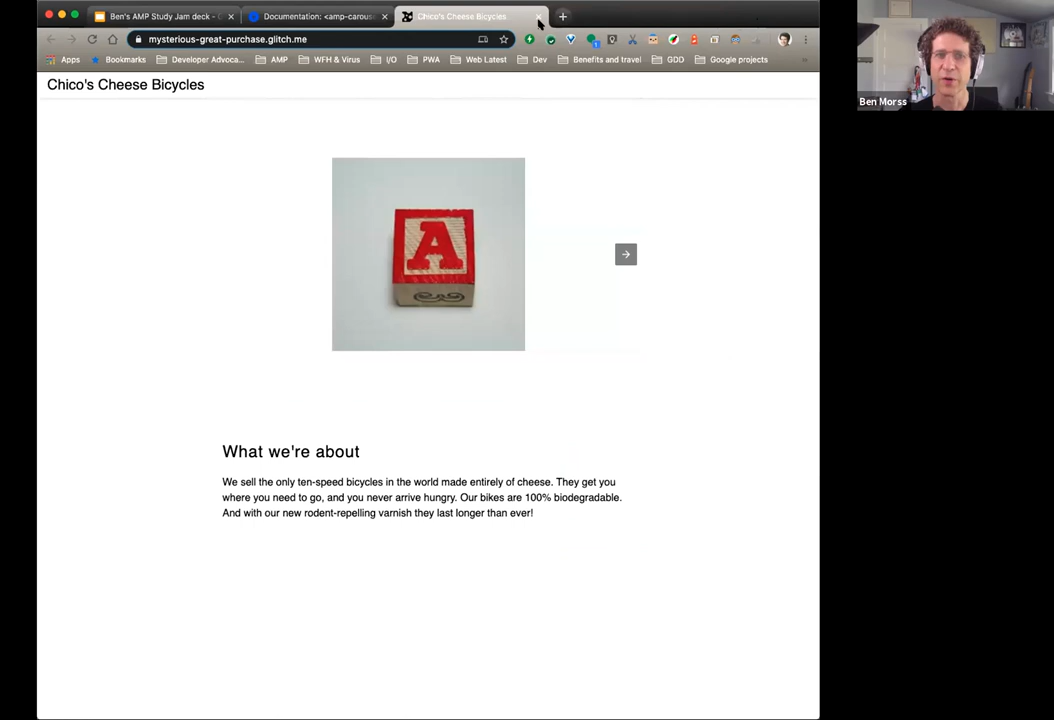 Ben's AMP Study Jam deck - G
Documentation: <amp-carouse
Chico's Cheese Bicycles
mysterious-great-purchase.glitch.me
Apps
Bookmarks
Developer Advoca...
AMP
WFH & Virus
I/O
PWA
Web Latest
Dev
Benefits and travel
GDD
Google projects
Chico's Cheese Bicycles
A
What we're about
We sell the only ten-speed bicycles in the world made entirely of cheese. They get you
where you need to go, and you never arrive hungry. Our bikes are 100% biodegradable.
And with our new rodent-repelling varnish they last longer than ever!
Ben Morss